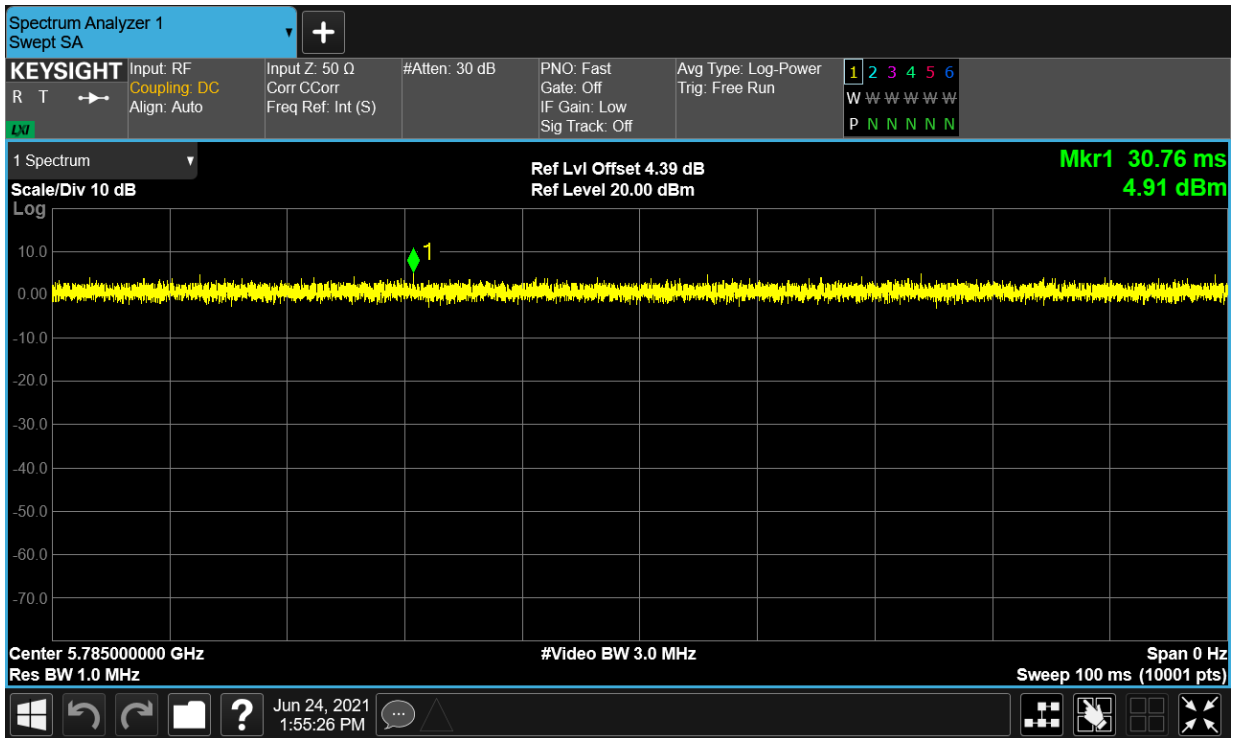 Spectrum Analyzer 1
Swept SA
KEYSIGHT
R T
LXI
Input: RF
Coupling: DC
Align: Auto
Input Z: 50 Ω
Corr CCorr
Freq Ref: Int (S)
#Atten: 30 dB
PNO: Fast
Gate: Off
IF Gain: Low
Sig Track: Off
Avg Type: Log-Power
Trig: Free Run
1 2 3 4 5 6
W W W W W W
P N N N N N
1 Spectrum
Scale/Div 10 dB
Log
Ref Lvl Offset 4.39 dB
Ref Level 20.00 dBm
Mkr1 30.76 ms
4.91 dBm
1
10.0
0.00
-10.0
-20.0
-30.0
-40.0
-50.0
-60.0
-70.0
Center 5.785000000 GHz
Res BW 1.0 MHz
#Video BW 3.0 MHz
Span 0 Hz
Sweep 100 ms (10001 pts)
?
Jun 24, 2021
1:55:26 PM